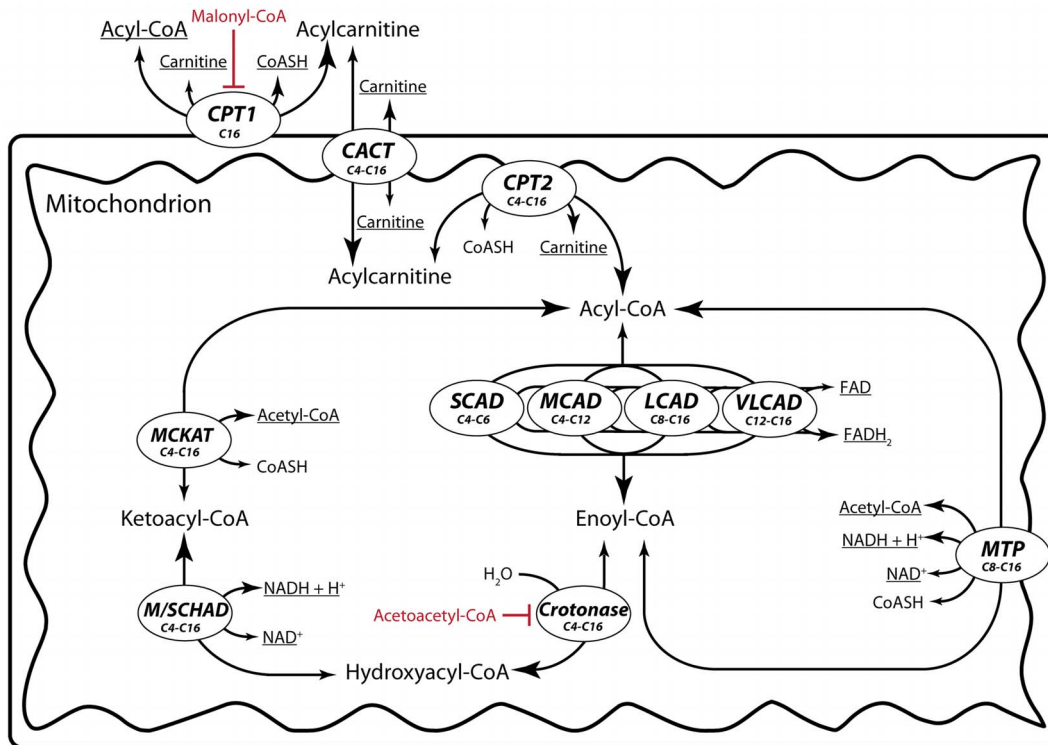 Malonyl-CoA
Acyl-CoA
Acylcarnitine
Carnitine
CoASH
CPT1
C16
Carnitine
CACT
C4-C16
Carnitine
CPT2
C4-C16
CoASH
Carnitine
Mitochondrion
Acylcarnitine
Acyl-CoA
SCAD
C4-C6
MCAD
C4-C12
LCAD
C8-C16
VLCAD
C12-C16
FAD
FADH₂
MCKAT
C4-C16
Acetyl-CoA
CoASH
Ketoacyl-CoA
Enoyl-CoA
Acetyl-CoA
NADH + H⁺
NAD⁺
CoASH
MTP
C8-C16
M/SCHAD
C4-C16
NADH + H⁺
NAD⁺
H₂O
Acetoacetyl-CoA
Crotonase
C4-C16
Hydroxyacyl-CoA